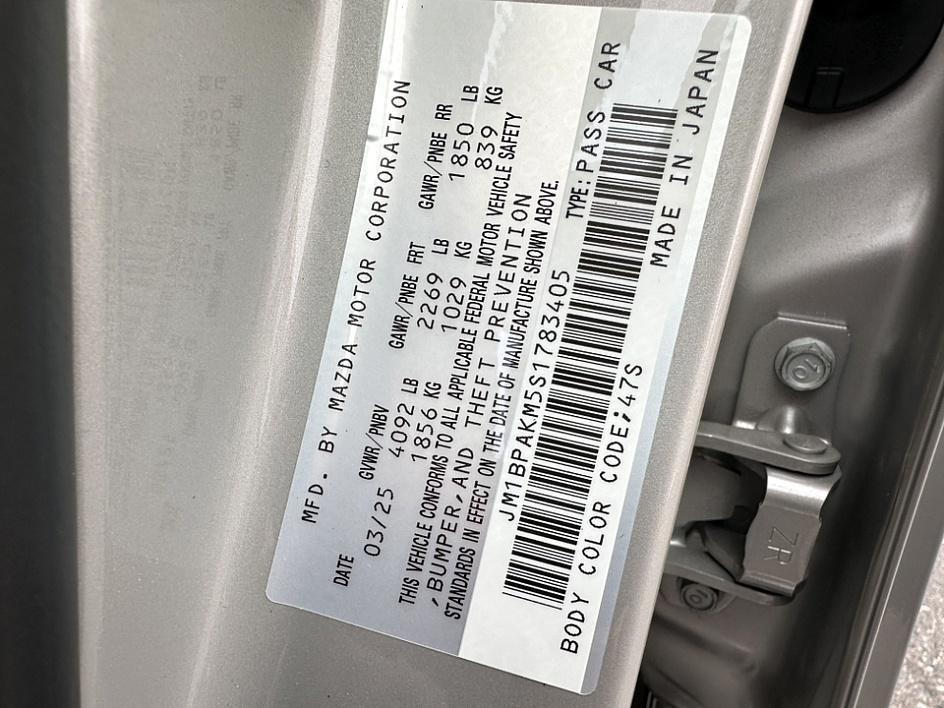 MFD. BY MAZDA MOTOR CORPORATION
DATE GVWR/PNBV GAWR/PNBE FRT GAWR/PNBE RR
03/25 4092 LB 2269 LB 1850 LB
1856 KG 1029 KG 839 KG
THIS VEHICLE CONFORMS TO ALL APPLICABLE FEDERAL MOTOR VEHICLE SAFETY
,BUMPER,AND THEFT PREVENTION
STANDARDS IN EFFECT ON THE DATE OF MANUFACTURE SHOWN ABOVE.
JM1BPAKM5S1783405 TYPE:PASS CAR
BODY COLOR CODE;47S MADE IN JAPAN
10
ZR
10